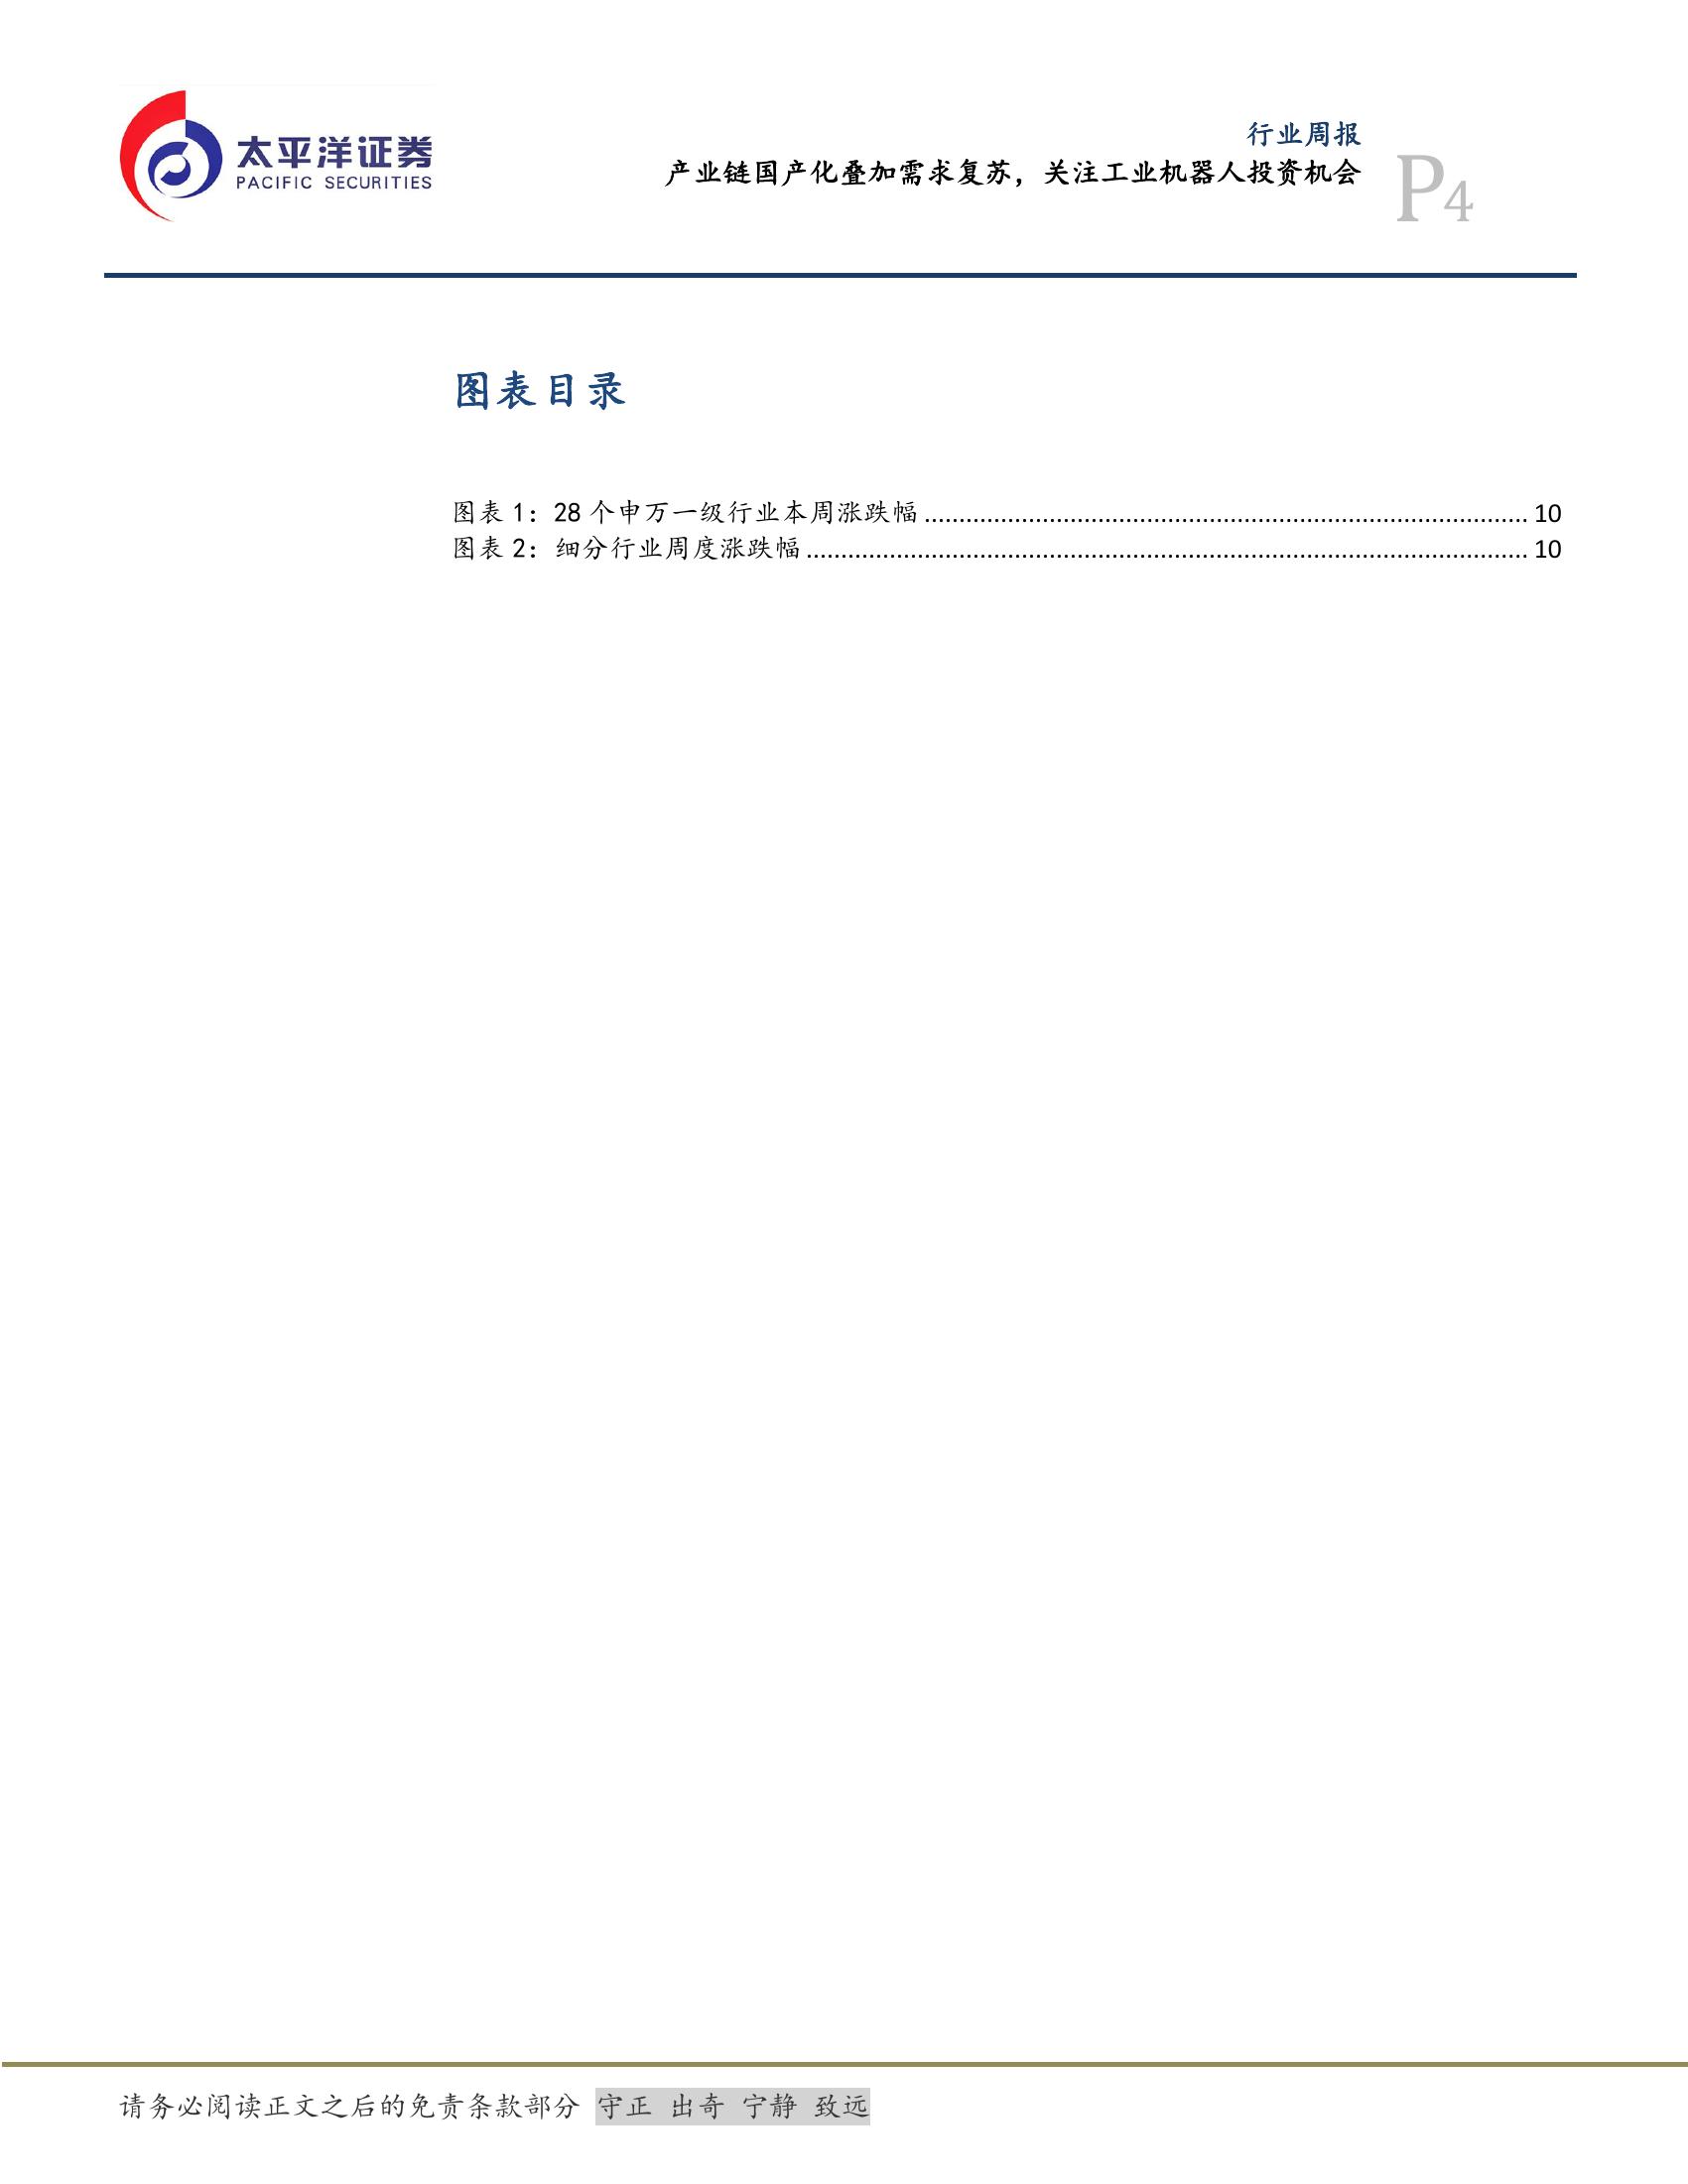 太平洋证券
PACIFIC SECURITIES
行业周报
产业链国产化叠加需求复苏，关注工业机器人投资机会
P4
图表目录
图表 1：28 个申万一级行业本周涨跌幅 ........................................ 10
图表 2：细分行业周度涨跌幅 ........................................ 10
请务必阅读正文之后的免责条款部分 守正 出奇 宁静 致远